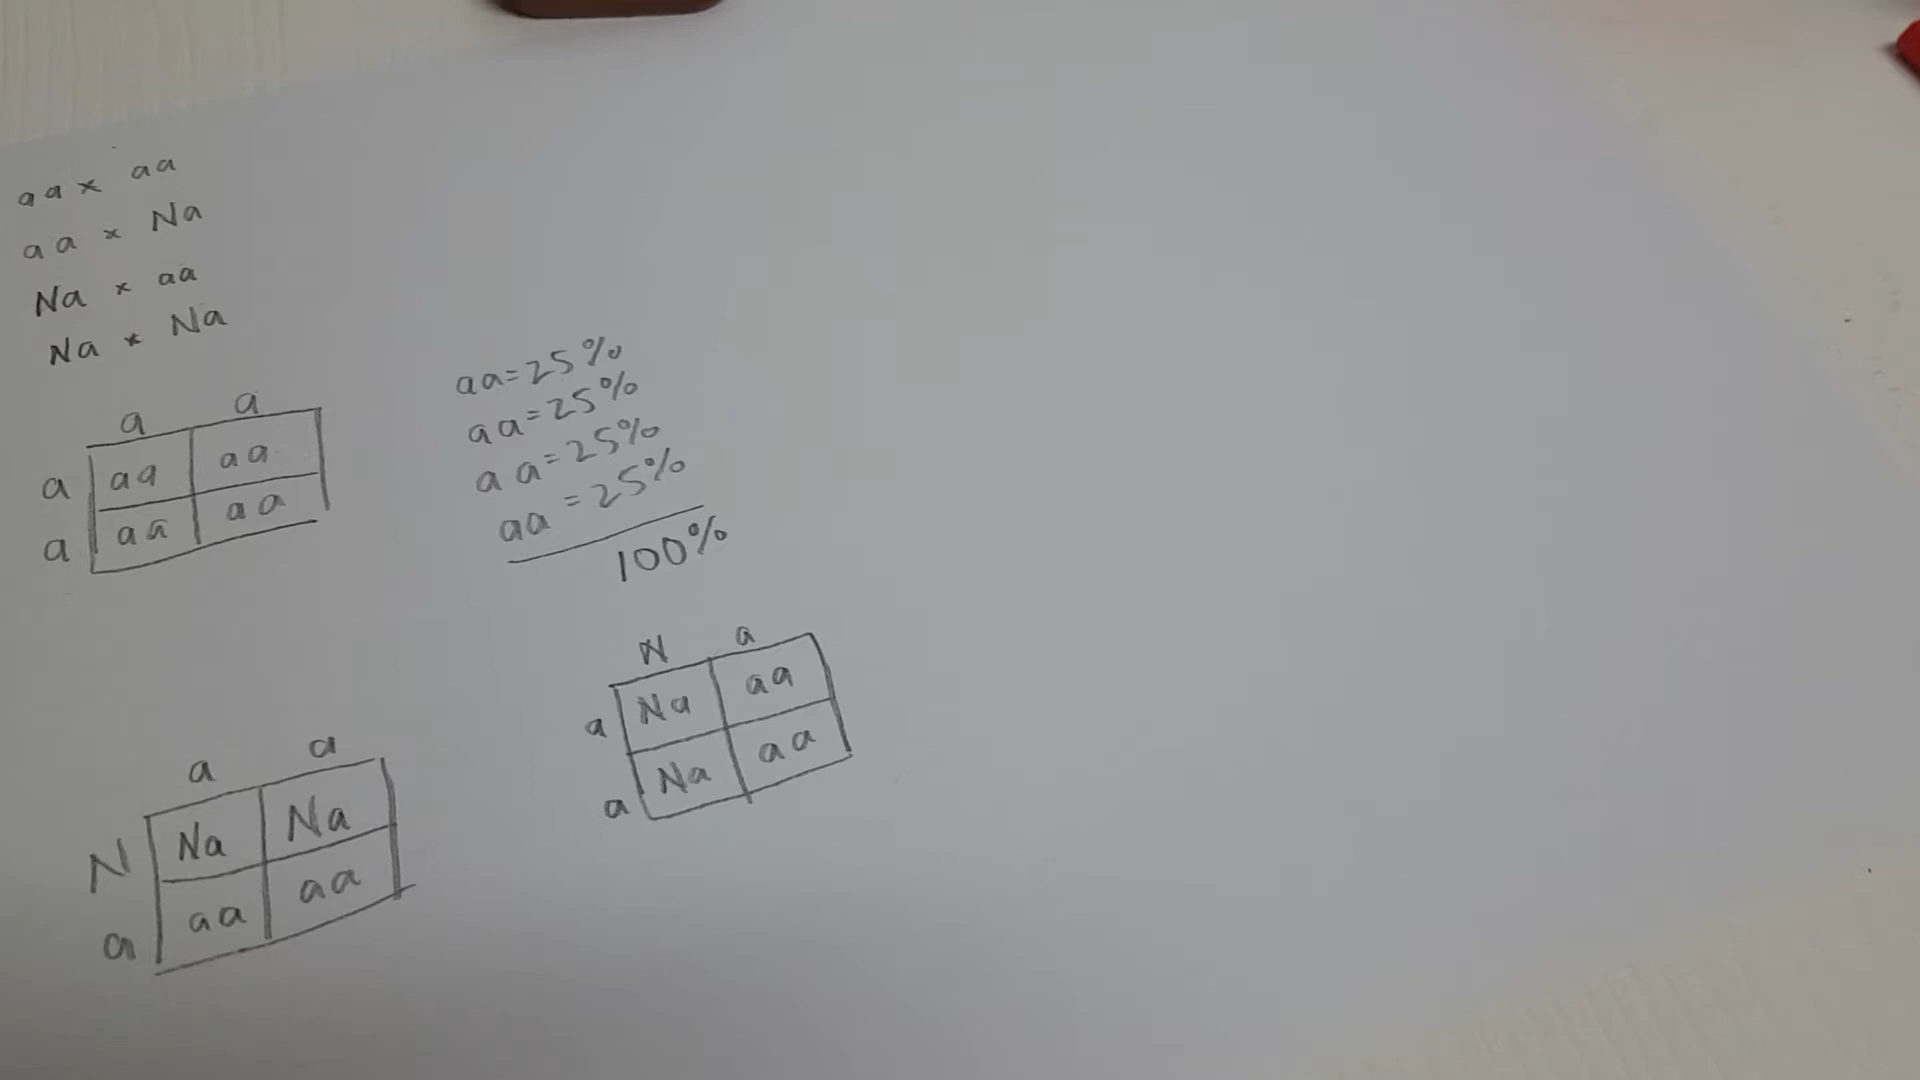 aa × aa
aa × Na
Na × aa
Na × Na
aa = 25%
aa = 25%
aa = 25%
aa = 25%
100%
a a
a aa aa
a aa aa
N a
a Na aa
a Na aa
a a
N Na Na
a aa aa